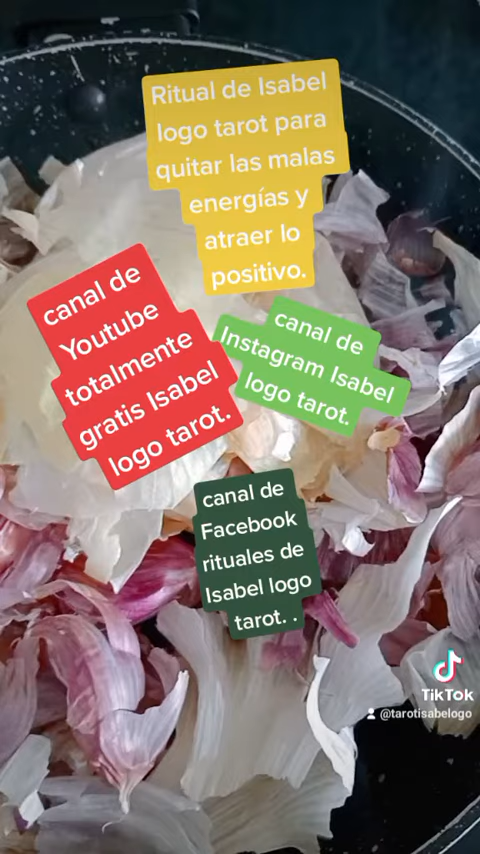 Ritual de Isabel
logo tarot para
quitar las malas
energías y
atraer lo
positivo.
canal de
Youtube
totalmente
gratis Isabel
logo tarot.
canal de
Instagram Isabel
logo tarot.
canal de
Facebook
rituales de
Isabel logo
tarot. .
TikTok
@tarotisabelogo